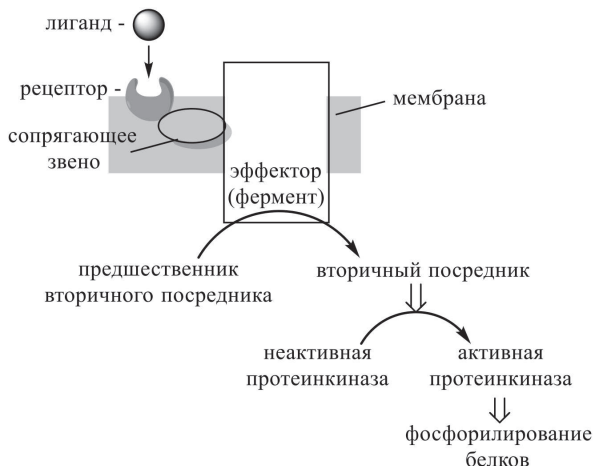 лиганд -
рецептор -
мембрана
сопрягающее
звено
эффектор
(фермент)
предшественник
вторичного посредника
вторичный посредник
неактивная
протеинкиназа
активная
протеинкиназа
фосфорилирование
белков